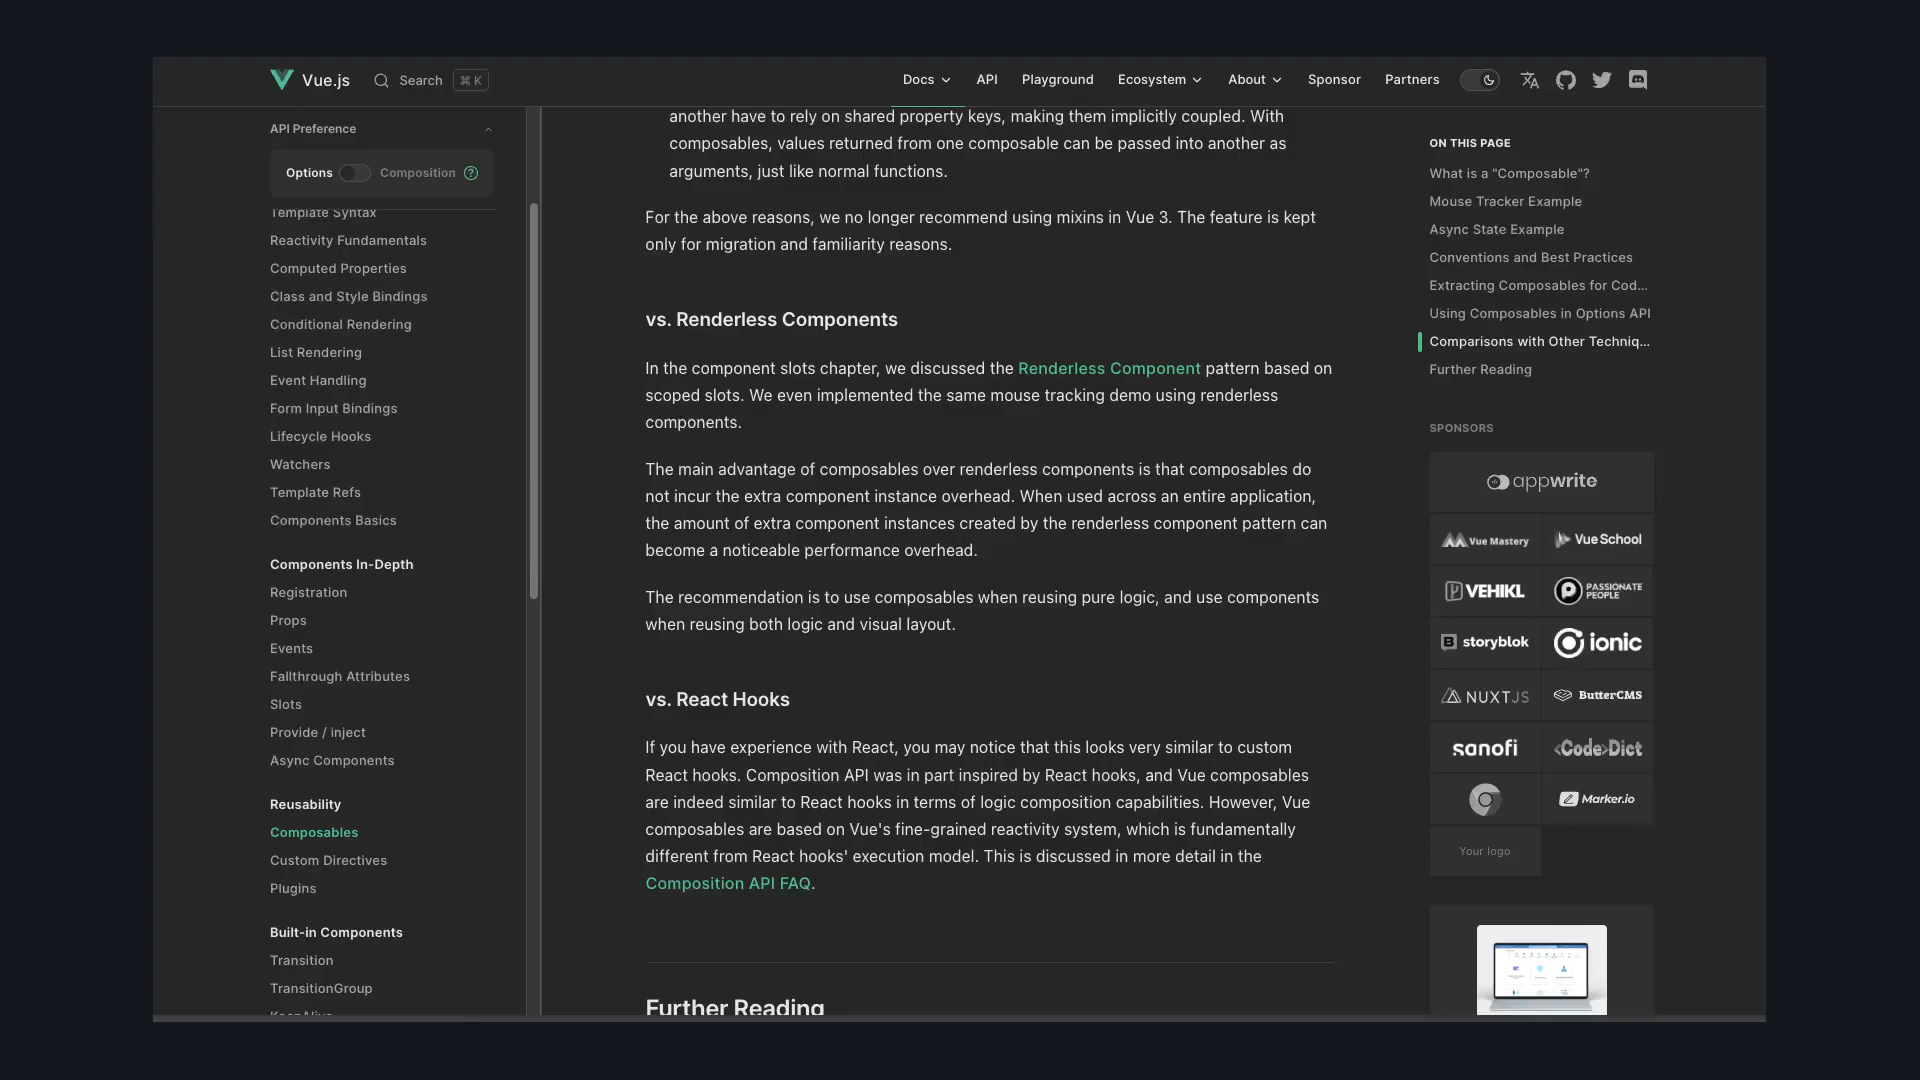 Vue.js
Search
⌘ K
Docs
API
Playground
Ecosystem
About
Sponsor
Partners
API Preference
Options
Composition
?
Template Syntax
Reactivity Fundamentals
Computed Properties
Class and Style Bindings
Conditional Rendering
List Rendering
Event Handling
Form Input Bindings
Lifecycle Hooks
Watchers
Template Refs
Components Basics
Components In-Depth
Registration
Props
Events
Fallthrough Attributes
Slots
Provide / inject
Async Components
Reusability
Composables
Custom Directives
Plugins
Built-in Components
Transition
TransitionGroup
KeepAlive
another have to rely on shared property keys, making them implicitly coupled. With
composables, values returned from one composable can be passed into another as
arguments, just like normal functions.
For the above reasons, we no longer recommend using mixins in Vue 3. The feature is kept
only for migration and familiarity reasons.
vs. Renderless Components
In the component slots chapter, we discussed the Renderless Component pattern based on
scoped slots. We even implemented the same mouse tracking demo using renderless
components.
The main advantage of composables over renderless components is that composables do
not incur the extra component instance overhead. When used across an entire application,
the amount of extra component instances created by the renderless component pattern can
become a noticeable performance overhead.
The recommendation is to use composables when reusing pure logic, and use components
when reusing both logic and visual layout.
vs. React Hooks
If you have experience with React, you may notice that this looks very similar to custom
React hooks. Composition API was in part inspired by React hooks, and Vue composables
are indeed similar to React hooks in terms of logic composition capabilities. However, Vue
composables are based on Vue's fine-grained reactivity system, which is fundamentally
different from React hooks' execution model. This is discussed in more detail in the
Composition API FAQ.
Further Reading
ON THIS PAGE
What is a "Composable"?
Mouse Tracker Example
Async State Example
Conventions and Best Practices
Extracting Composables for Cod...
Using Composables in Options API
Comparisons with Other Techniq...
Further Reading
SPONSORS
appwrite
Vue Mastery
Vue School
VEHIKL
PASSIONATE
PEOPLE
storyblok
ionic
NUXTJS
ButterCMS
sanofi
<Code>Dict
Marker.io
Your logo